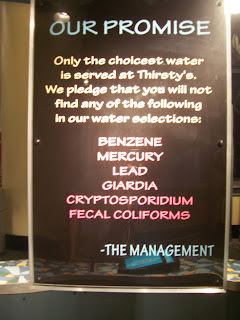 OUR PROMISE
Only the choicest water
is served at Thirsty's.
We pledge that you will not
find any of the following
in our water selections:
BENZENE
MERCURY
LEAD
GIARDIA
CRYPTOSPORIDIUM
FECAL COLIFORMS
-THE MANAGEMENT